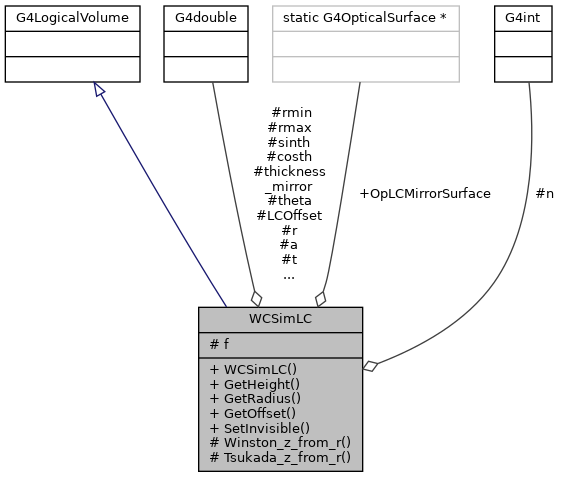 G4LogicalVolume
G4double
static G4OpticalSurface *
G4int
#rmin
#rmax
#sinth
#costh
#thickness
_mirror
#theta
#LCOffset
#r
#a
#t
...
+OpLCMirrorSurface
#n
WCSimLC
# f
+ WCSimLC()
+ GetHeight()
+ GetRadius()
+ GetOffset()
+ SetInvisible()
# Winston_z_from_r()
# Tsukada_z_from_r()